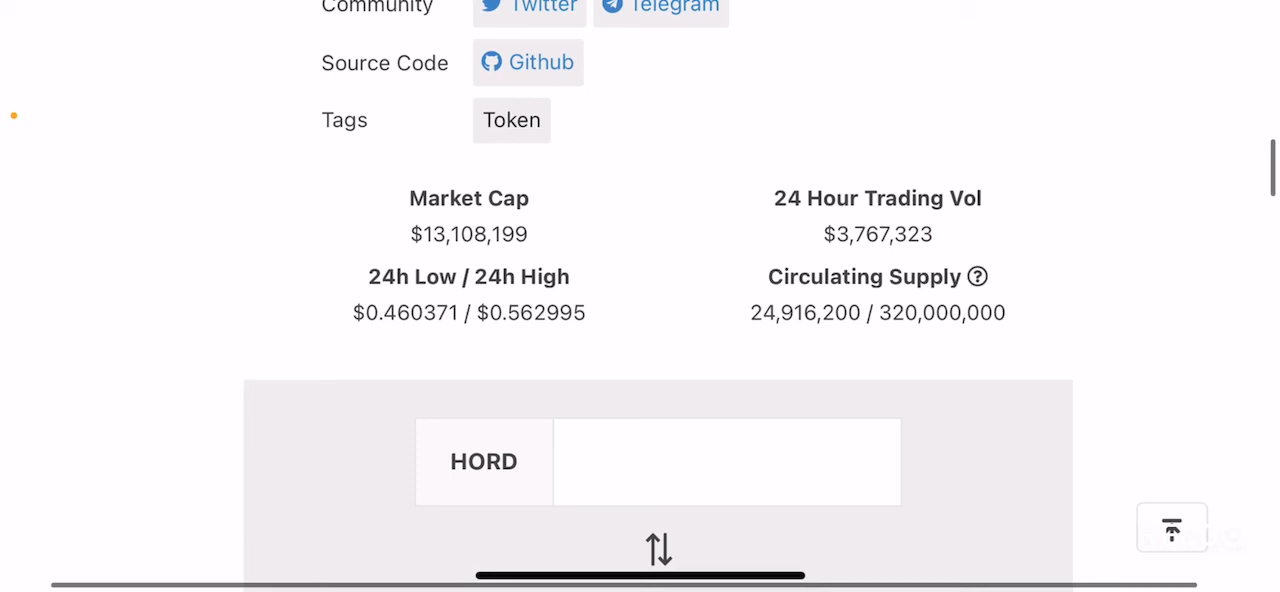 Community Twitter Telegram
Source Code Github
Tags Token
Market Cap 24 Hour Trading Vol
$13,108,199 $3,767,323
24h Low / 24h High Circulating Supply ?
$0.460371 / $0.562995 24,916,200 / 320,000,000
HORD